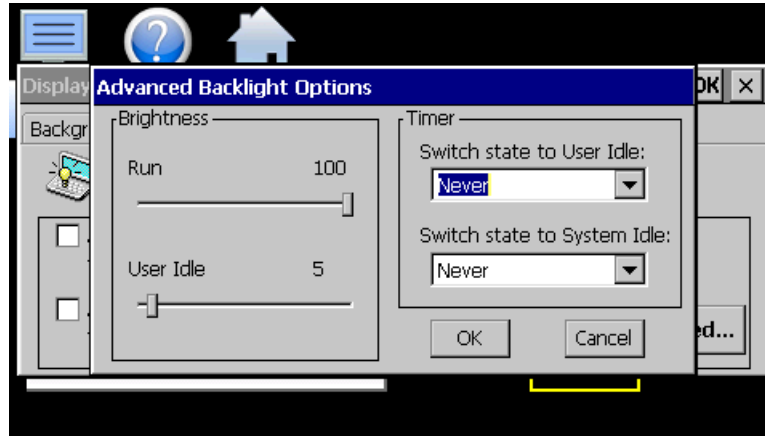 ?
Display
Advanced Backlight Options
OK ×
Backgr
Brightness
Timer
Run 100
Switch state to User Idle:
Never
Switch state to System Idle:
Never
User Idle 5
OK
Cancel
ed...